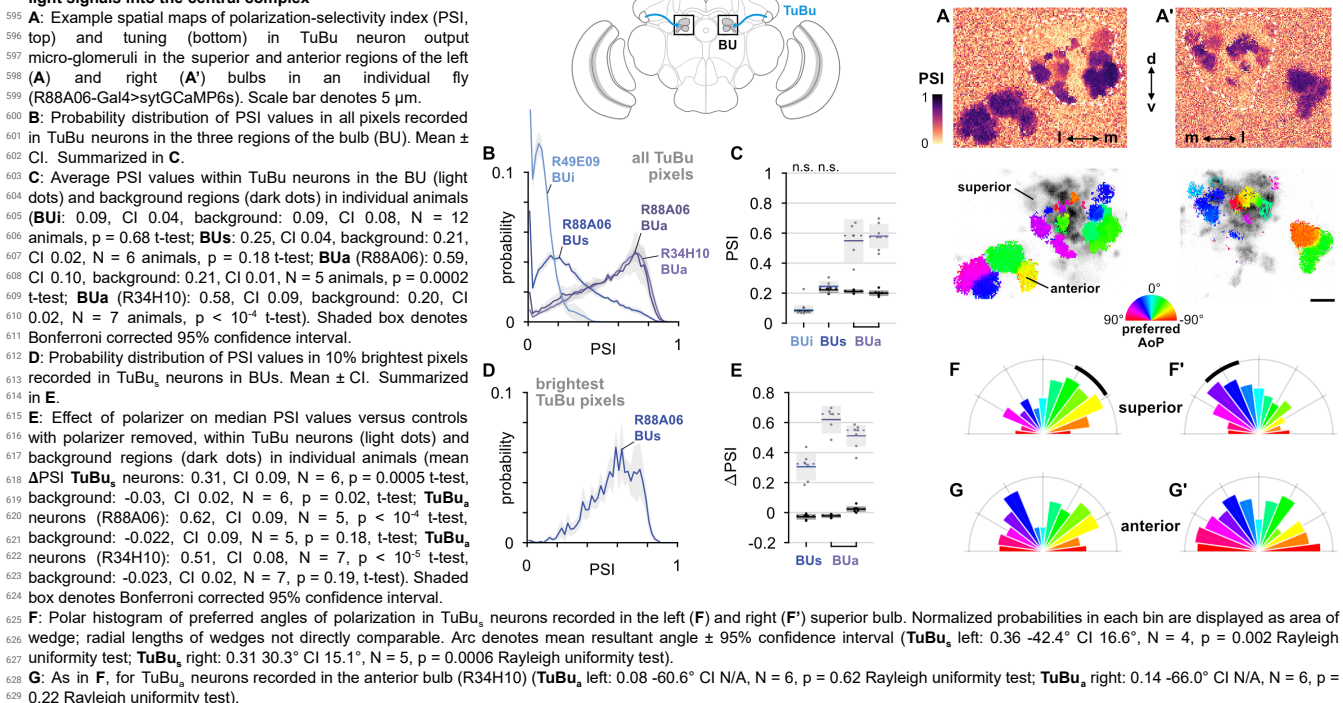 light signals into the central complex
595 A: Example spatial maps of polarization-selectivity index (PSI,
596 top) and tuning (bottom) in TuBu neuron output
597 micro-glomeruli in the superior and anterior regions of the left
598 (A) and right (A') bulbs in an individual fly
599 (R88A06-Gal4>sytGCaMP6s). Scale bar denotes 5 μm.
600 B: Probability distribution of PSI values in all pixels recorded
601 in TuBu neurons in the three regions of the bulb (BU). Mean ±
602 CI. Summarized in C.
603 C: Average PSI values within TuBu neurons in the BU (light
604 dots) and background regions (dark dots) in individual animals
605 (BUi: 0.09, CI 0.04, background: 0.09, CI 0.08, N = 12
606 animals, p = 0.68 t-test; BUs: 0.25, CI 0.04, background: 0.21,
607 CI 0.02, N = 6 animals, p = 0.18 t-test; BUa (R88A06): 0.59,
608 CI 0.10, background: 0.21, CI 0.01, N = 5 animals, p = 0.0002
609 t-test; BUa (R34H10): 0.58, CI 0.09, background: 0.20, CI
610 0.02, N = 7 animals, p < 10-4 t-test). Shaded box denotes
611 Bonferroni corrected 95% confidence interval.
612 D: Probability distribution of PSI values in 10% brightest pixels
613 recorded in TuBus neurons in BUs. Mean ± CI. Summarized
614 in E.
615 E: Effect of polarizer on median PSI values versus controls
616 with polarizer removed, within TuBu neurons (light dots) and
617 background regions (dark dots) in individual animals (mean
618 ΔPSI TuBus neurons: 0.31, CI 0.09, N = 6, p = 0.0005 t-test,
619 background: -0.03, CI 0.02, N = 6, p = 0.02, t-test; TuBua
620 neurons (R88A06): 0.62, CI 0.09, N = 5, p < 10-4 t-test,
621 background: -0.022, CI 0.09, N = 5, p = 0.18, t-test; TuBua
622 neurons (R34H10): 0.51, CI 0.08, N = 7, p < 10-5 t-test,
623 background: -0.023, CI 0.02, N = 7, p = 0.19, t-test). Shaded
624 box denotes Bonferroni corrected 95% confidence interval.
TuBu
BU
A
A'
PSI
1
0
d
v
l m
m l
B
0.1
0
probability
R49E09
BUi
all TuBu
pixels
R88A06
BUs
R88A06
BUa
R34H10
BUa
0
PSI
1
C
n.s. n.s.
1
0.8
0.6
0.4
0.2
0
PSI
BUi BUs BUa
superior
anterior
0°
90°
-90°
preferred
AoP
D
0.1
0
probability
brightest
TuBu pixels
R88A06
BUs
0
PSI
1
E
0.8
0.6
0.4
0.2
0
-0.2
ΔPSI
BUs BUa
F
superior
F'
G
anterior
G'
625 F: Polar histogram of preferred angles of polarization in TuBus neurons recorded in the left (F) and right (F') superior bulb. Normalized probabilities in each bin are displayed as area of
626 wedge; radial lengths of wedges not directly comparable. Arc denotes mean resultant angle ± 95% confidence interval (TuBus left: 0.36 -42.4° CI 16.6°, N = 4, p = 0.002 Rayleigh
627 uniformity test; TuBus right: 0.31 30.3° CI 15.1°, N = 5, p = 0.0006 Rayleigh uniformity test).
628 G: As in F, for TuBua neurons recorded in the anterior bulb (R34H10) (TuBua left: 0.08 -60.6° CI N/A, N = 6, p = 0.62 Rayleigh uniformity test; TuBua right: 0.14 -66.0° CI N/A, N = 6, p =
629 0.22 Rayleigh uniformity test).